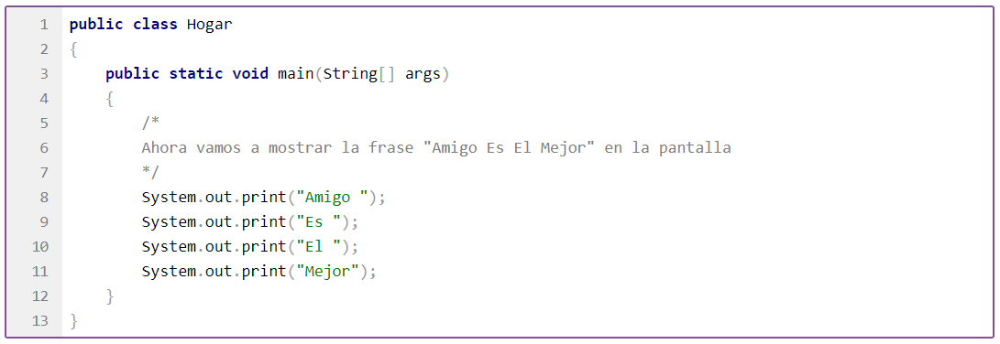 1 public class Hogar
2 {
3     public static void main(String[] args)
4     {
5         /*
6         Ahora vamos a mostrar la frase "Amigo Es El Mejor" en la pantalla
7         */
8         System.out.print("Amigo ");
9         System.out.print("Es ");
10         System.out.print("El ");
11         System.out.print("Mejor");
12     }
13 }